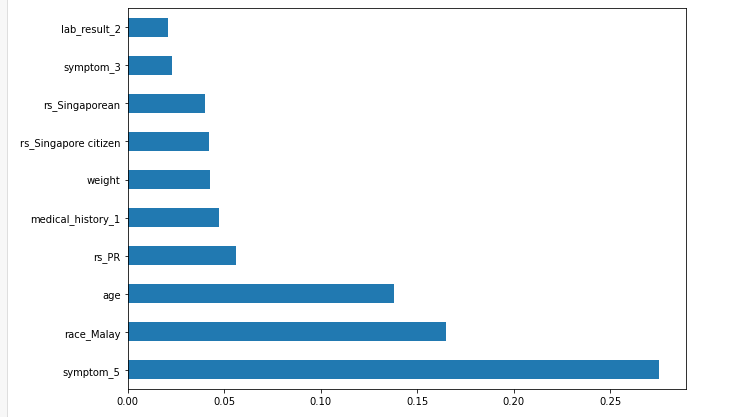 lab_result_2
symptom_3
rs_Singaporean
rs_Singapore citizen
weight
medical_history_1
rs_PR
age
race_Malay
symptom_5
0.00 0.05 0.10 0.15 0.20 0.25